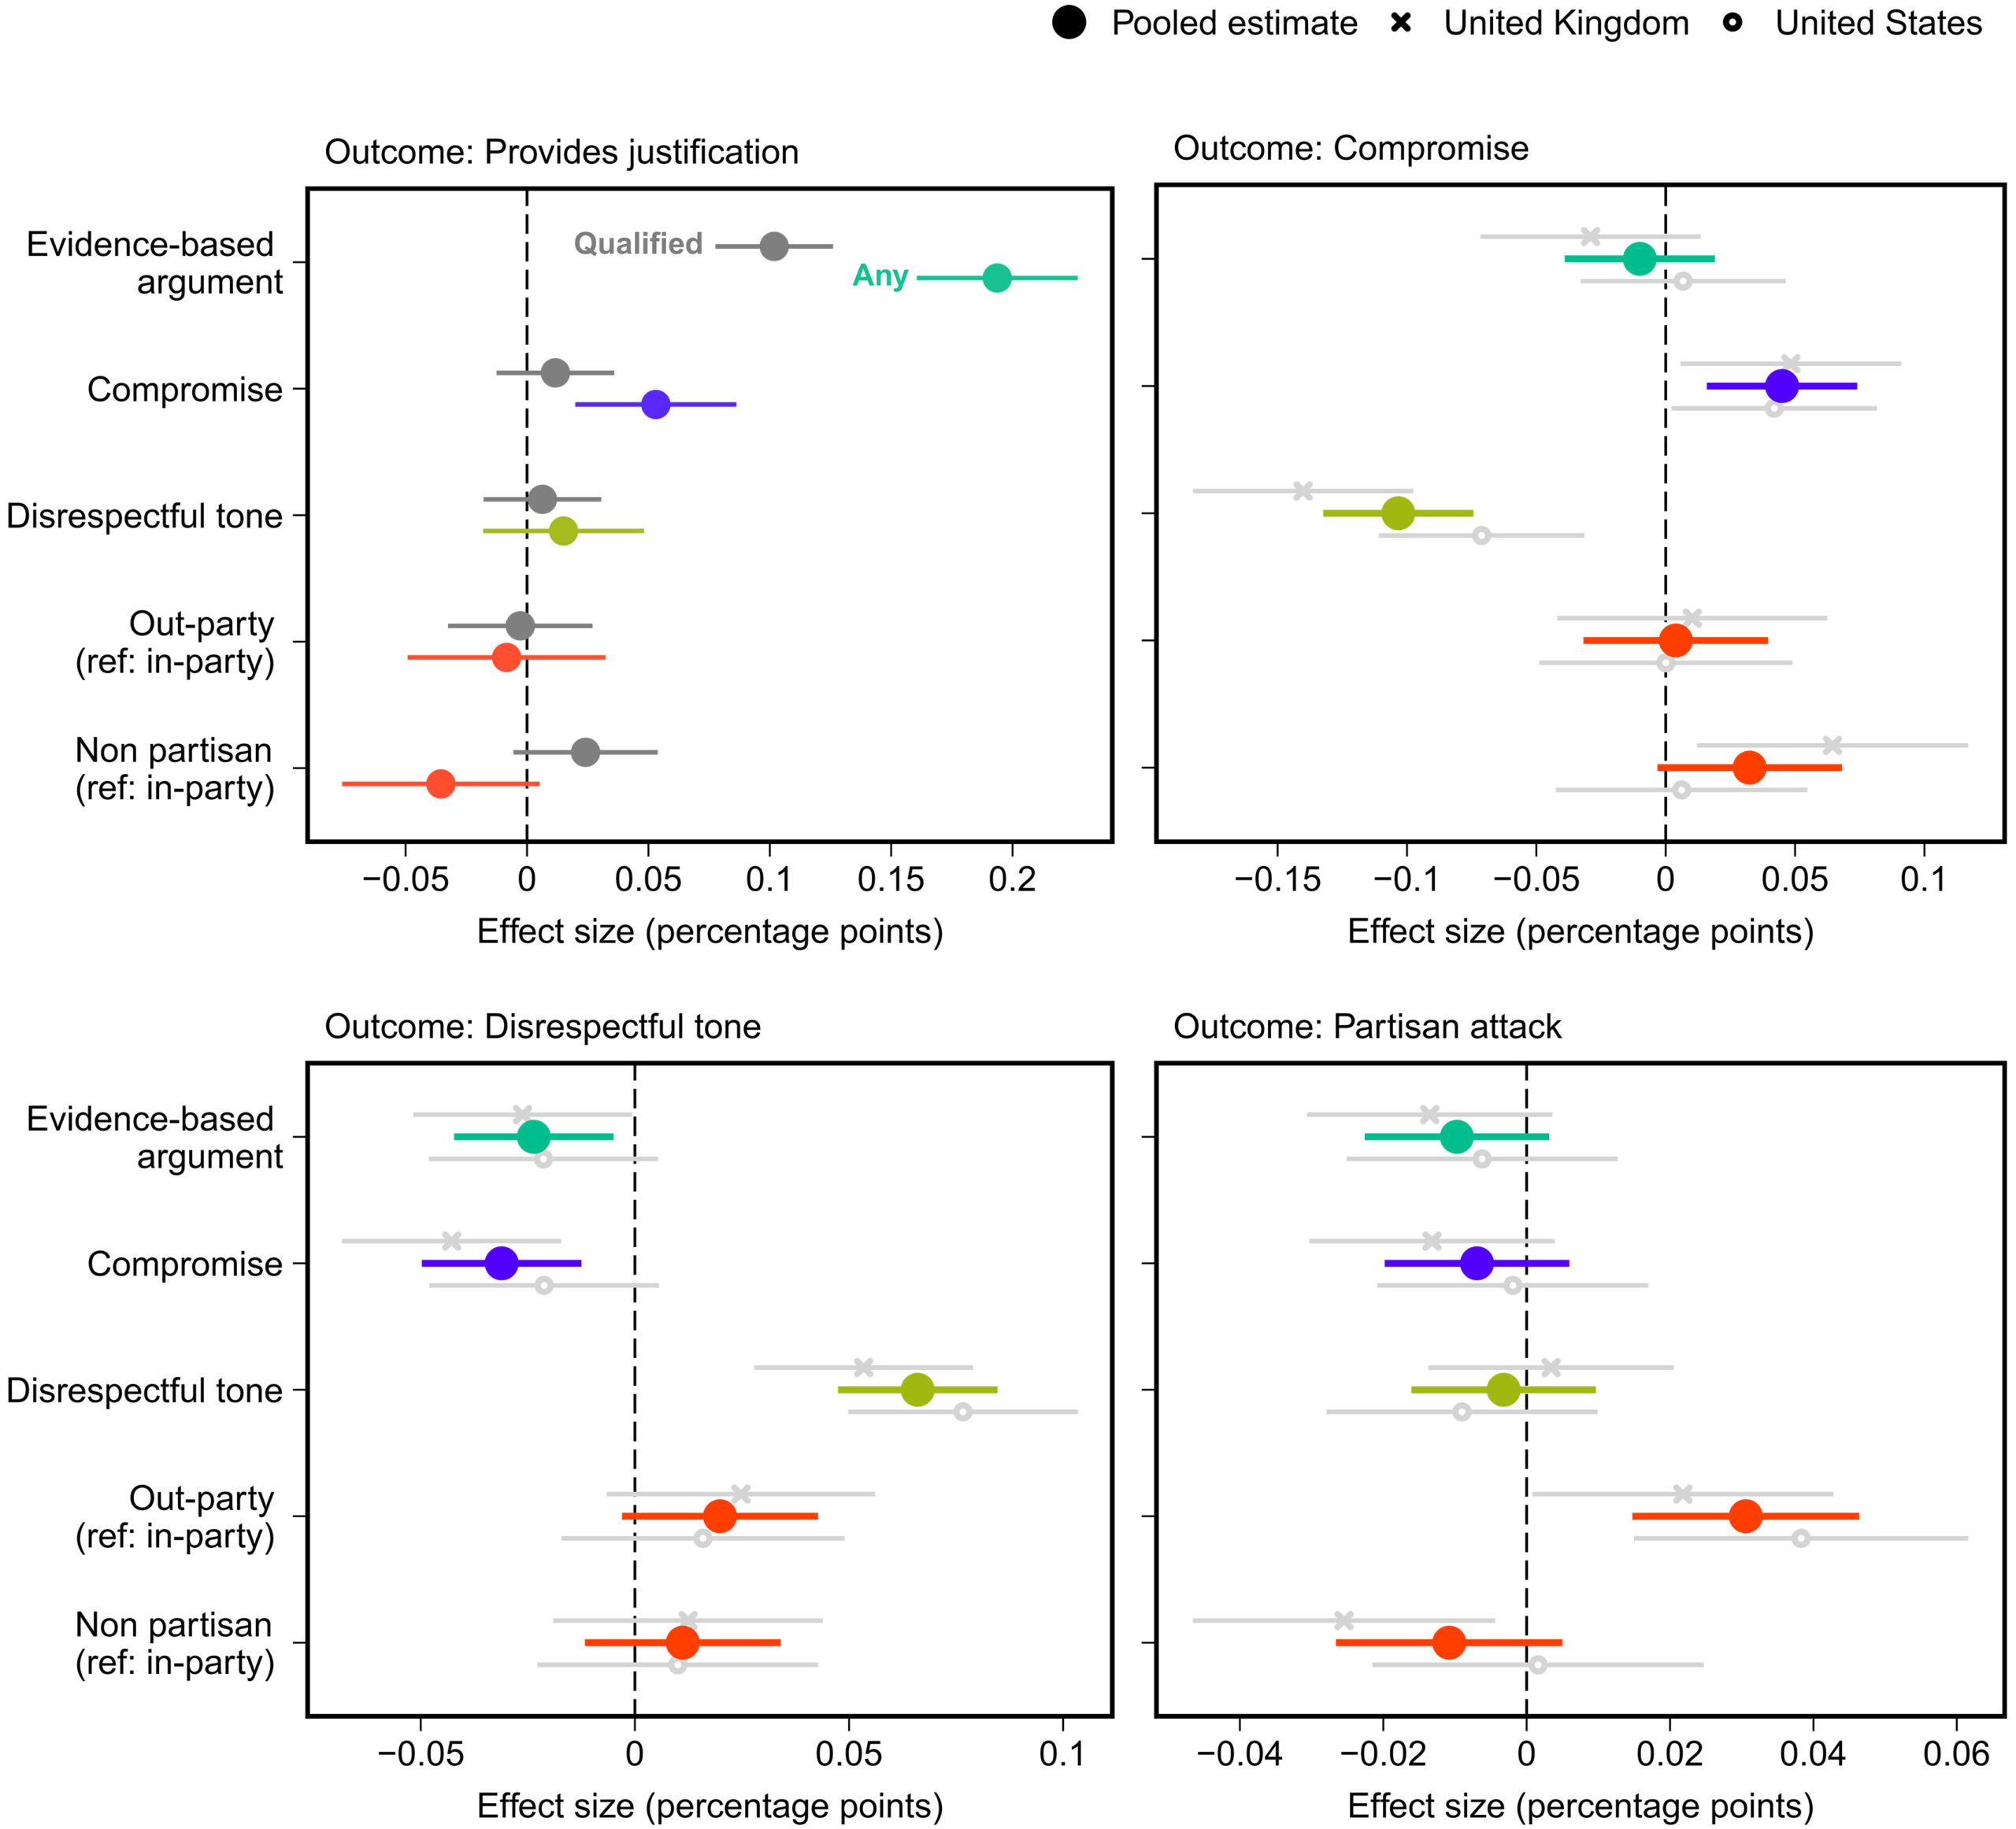 Pooled estimate United Kingdom United States
Outcome: Provides justification
Evidence-based
argument
Qualified
Any
Compromise
Disrespectful tone
Out-party
(ref: in-party)
Non partisan
(ref: in-party)
−0.05 0 0.05 0.1 0.15 0.2
Effect size (percentage points)
Outcome: Compromise
−0.15 −0.1 −0.05 0 0.05 0.1
Effect size (percentage points)
Outcome: Disrespectful tone
Evidence-based
argument
Compromise
Disrespectful tone
Out-party
(ref: in-party)
Non partisan
(ref: in-party)
−0.05 0 0.05 0.1
Effect size (percentage points)
Outcome: Partisan attack
−0.04 −0.02 0 0.02 0.04 0.06
Effect size (percentage points)